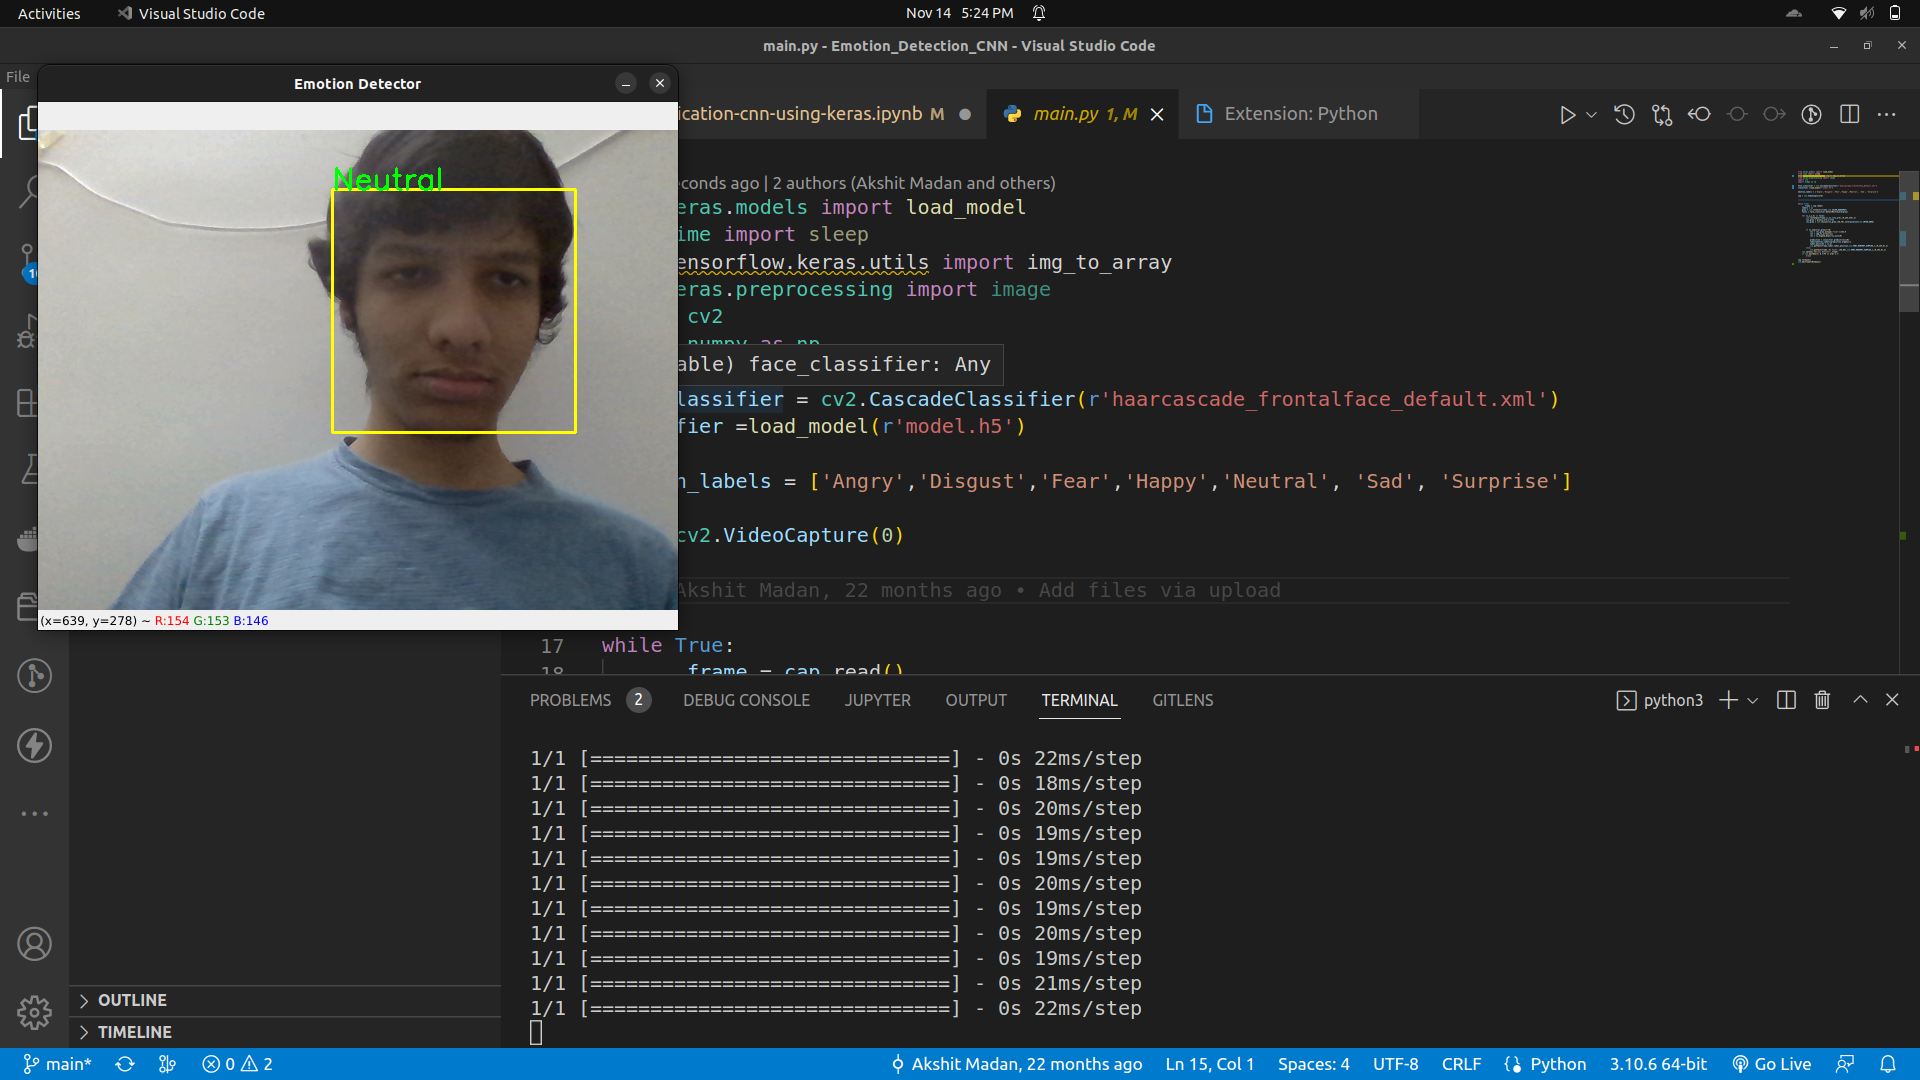 Activities
Visual Studio Code
Nov 14 5:24 PM
main.py - Emotion_Detection_CNN - Visual Studio Code
File
Emotion Detector
ication-cnn-using-keras.ipynb M
main.py 1, M
Extension: Python
Neutral
econds ago | 2 authors (Akshit Madan and others)
eras.models import load_model
ime import sleep
ensorflow.keras.utils import img_to_array
eras.preprocessing import image
cv2
numpy as np
able) face_classifier: Any
lassifier = cv2.CascadeClassifier(r'haarcascade_frontalface_default.xml')
fier =load_model(r'model.h5')
n_labels = ['Angry','Disgust','Fear','Happy','Neutral', 'Sad', 'Surprise']
cv2.VideoCapture(0)
Akshit Madan, 22 months ago • Add files via upload
(x=639, y=278) ~ R:154 G:153 B:146
17 while True:
18 frame = cap.read()
PROBLEMS 2 DEBUG CONSOLE JUPYTER OUTPUT TERMINAL GITLENS
python3
1/1 [==============================] - 0s 22ms/step
1/1 [==============================] - 0s 18ms/step
1/1 [==============================] - 0s 20ms/step
1/1 [==============================] - 0s 19ms/step
1/1 [==============================] - 0s 19ms/step
1/1 [==============================] - 0s 20ms/step
1/1 [==============================] - 0s 19ms/step
1/1 [==============================] - 0s 20ms/step
1/1 [==============================] - 0s 19ms/step
1/1 [==============================] - 0s 21ms/step
1/1 [==============================] - 0s 22ms/step
OUTLINE
TIMELINE
main* 0 2 Akshit Madan, 22 months ago Ln 15, Col 1 Spaces: 4 UTF-8 CRLF Python 3.10.6 64-bit Go Live